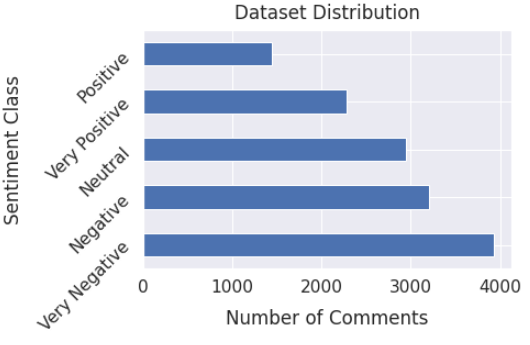 Dataset Distribution
Sentiment Class
Positive
Very Positive
Neutral
Negative
Very Negative
0 1000 2000 3000 4000
Number of Comments